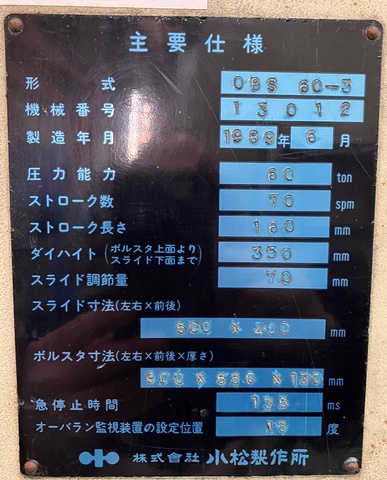 主要仕様
形式 OBS 60-3
機械番号 13012
製造年月 1989年 6月
圧力能力 60 ton
ストローク数 70 spm
ストローク長さ 160 mm
ダイハイト(ボルスタ上面よりスライド下面まで) 350 mm
スライド調節量 70 mm
スライド寸法(左右×前後)
500 × 400 mm
ボルスタ寸法(左右×前後×厚さ)
900 × 550 × 130 mm
急停止時間 135 ms
オーバラン監視装置の設定位置 15 度
株式会社 小松製作所